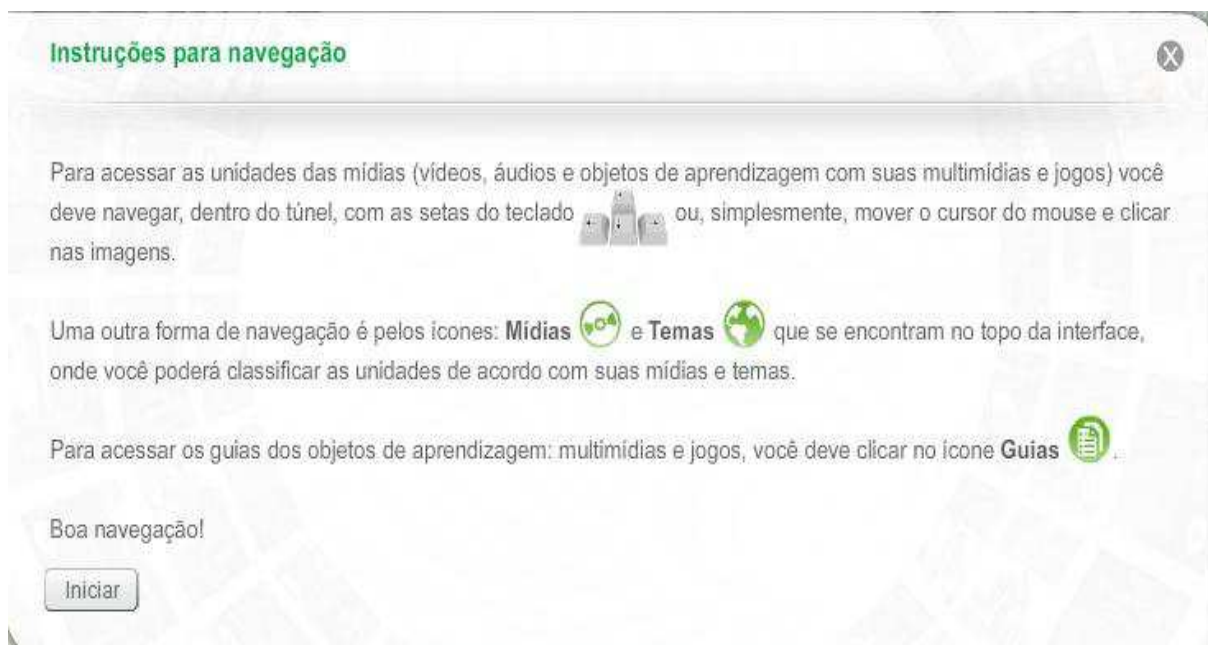 Instruções para navegação
X
Para acessar as unidades das mídias (vídeos, áudios e objetos de aprendizagem com suas multimídias e jogos) você
deve navegar, dentro do túnel, com as setas do teclado ou, simplesmente, mover o cursor do mouse e clicar
nas imagens.
Uma outra forma de navegação é pelos ícones: Mídias e Temas que se encontram no topo da interface,
onde você poderá classificar as unidades de acordo com suas mídias e temas.
Para acessar os guias dos objetos de aprendizagem: multimídias e jogos, você deve clicar no ícone Guias .
Boa navegação!
Iniciar